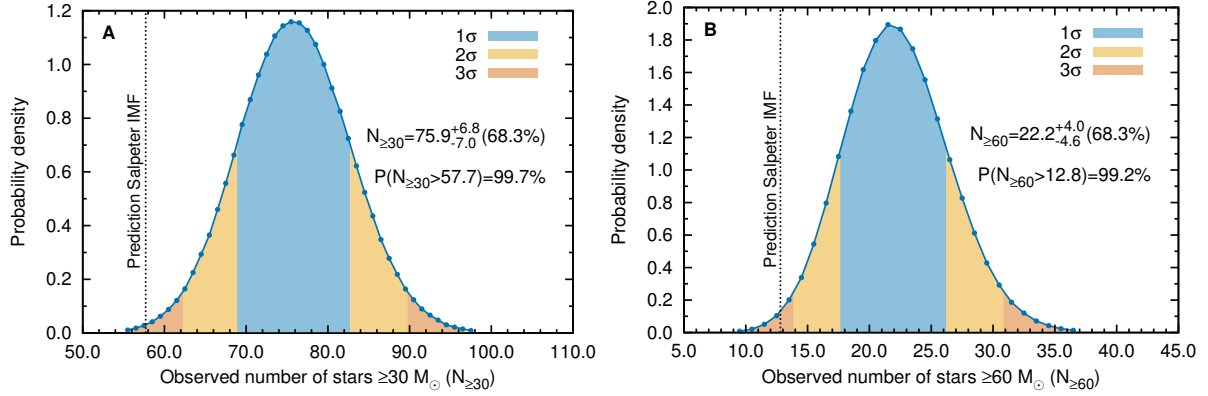 A
1σ
2σ
3σ
N≥30=75.9+6.8-7.0(68.3%)
P(N≥30>57.7)=99.7%
Prediction Salpeter IMF
Probability density
1.2
1.0
0.8
0.6
0.4
0.2
0.0
50.0 60.0 70.0 80.0 90.0 100.0 110.0
Observed number of stars ≥30 M⊙ (N≥30)
B
1σ
2σ
3σ
N≥60=22.2+4.0-4.6(68.3%)
P(N≥60>12.8)=99.2%
Prediction Salpeter IMF
Probability density
2.0
1.8
1.6
1.4
1.2
1.0
0.8
0.6
0.4
0.2
0.0
5.0 10.0 15.0 20.0 25.0 30.0 35.0 40.0 45.0
Observed number of stars ≥60 M⊙ (N≥60)